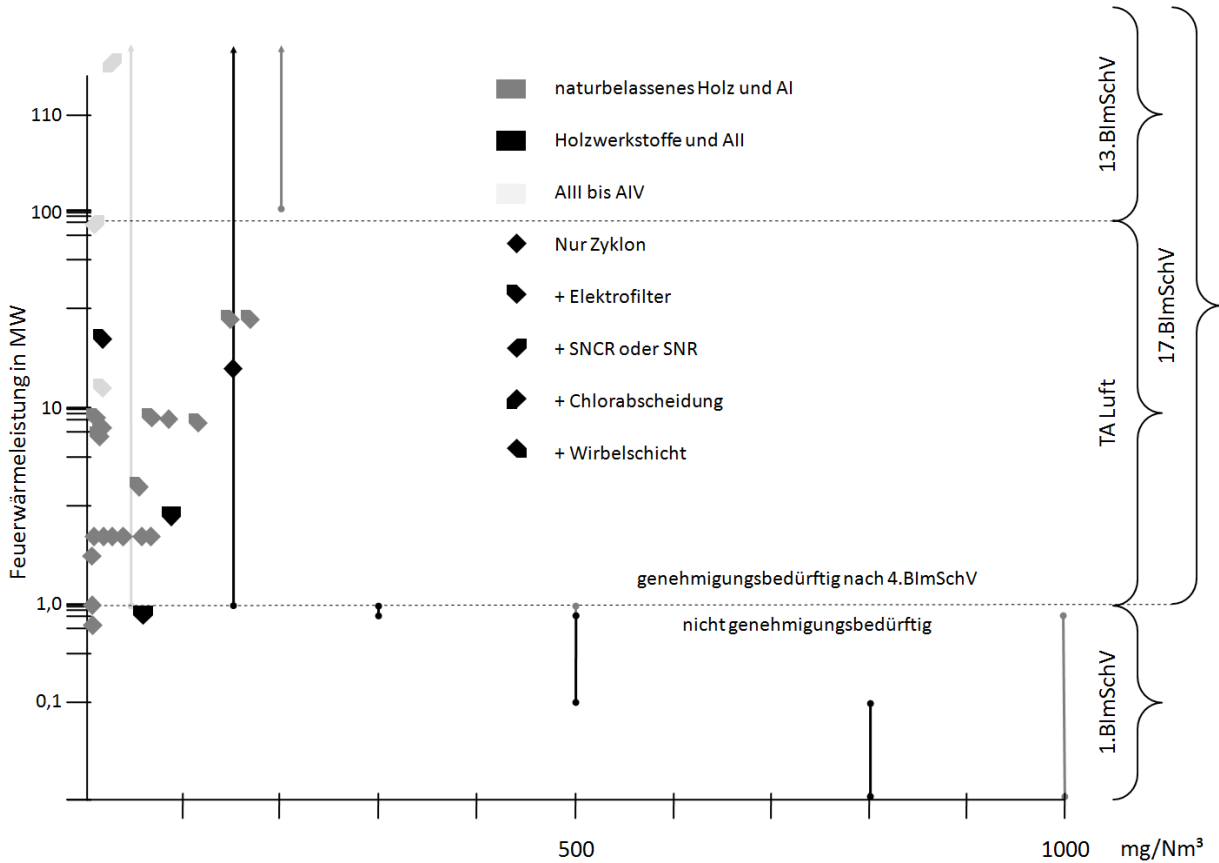 110
100
10
1,0
0,1
Feuerwärmeleistung in MW
naturbelassenes Holz und AI
Holzwerkstoffe und AII
AIII bis AIV
Nur Zyklon
+ Elektrofilter
+ SNCR oder SNR
+ Chlorabscheidung
+ Wirbelschicht
genehmigungsbedürftig nach 4.BImSchV
nicht genehmigungsbedürftig
13.BImSchV
17.BImSchV
TA Luft
1.BImSchV
500
1000
mg/Nm³